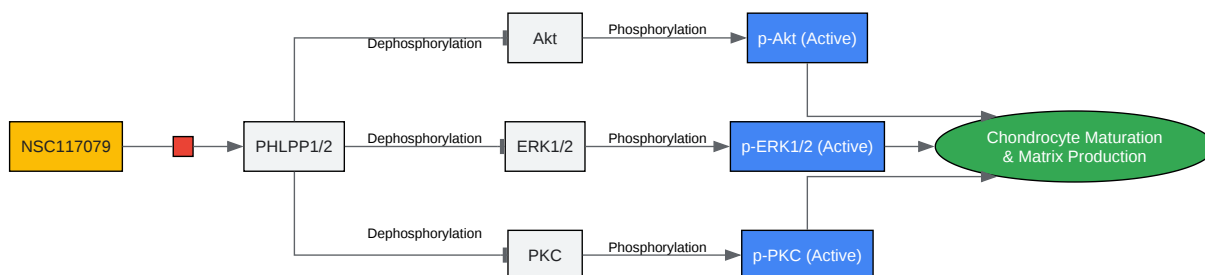 Dephosphorylation
Akt
Phosphorylation
p-Akt (Active)
NSC117079
PHLPP1/2
Dephosphorylation
ERK1/2
Phosphorylation
p-ERK1/2 (Active)
Chondrocyte Maturation
& Matrix Production
Dephosphorylation
PKC
Phosphorylation
p-PKC (Active)